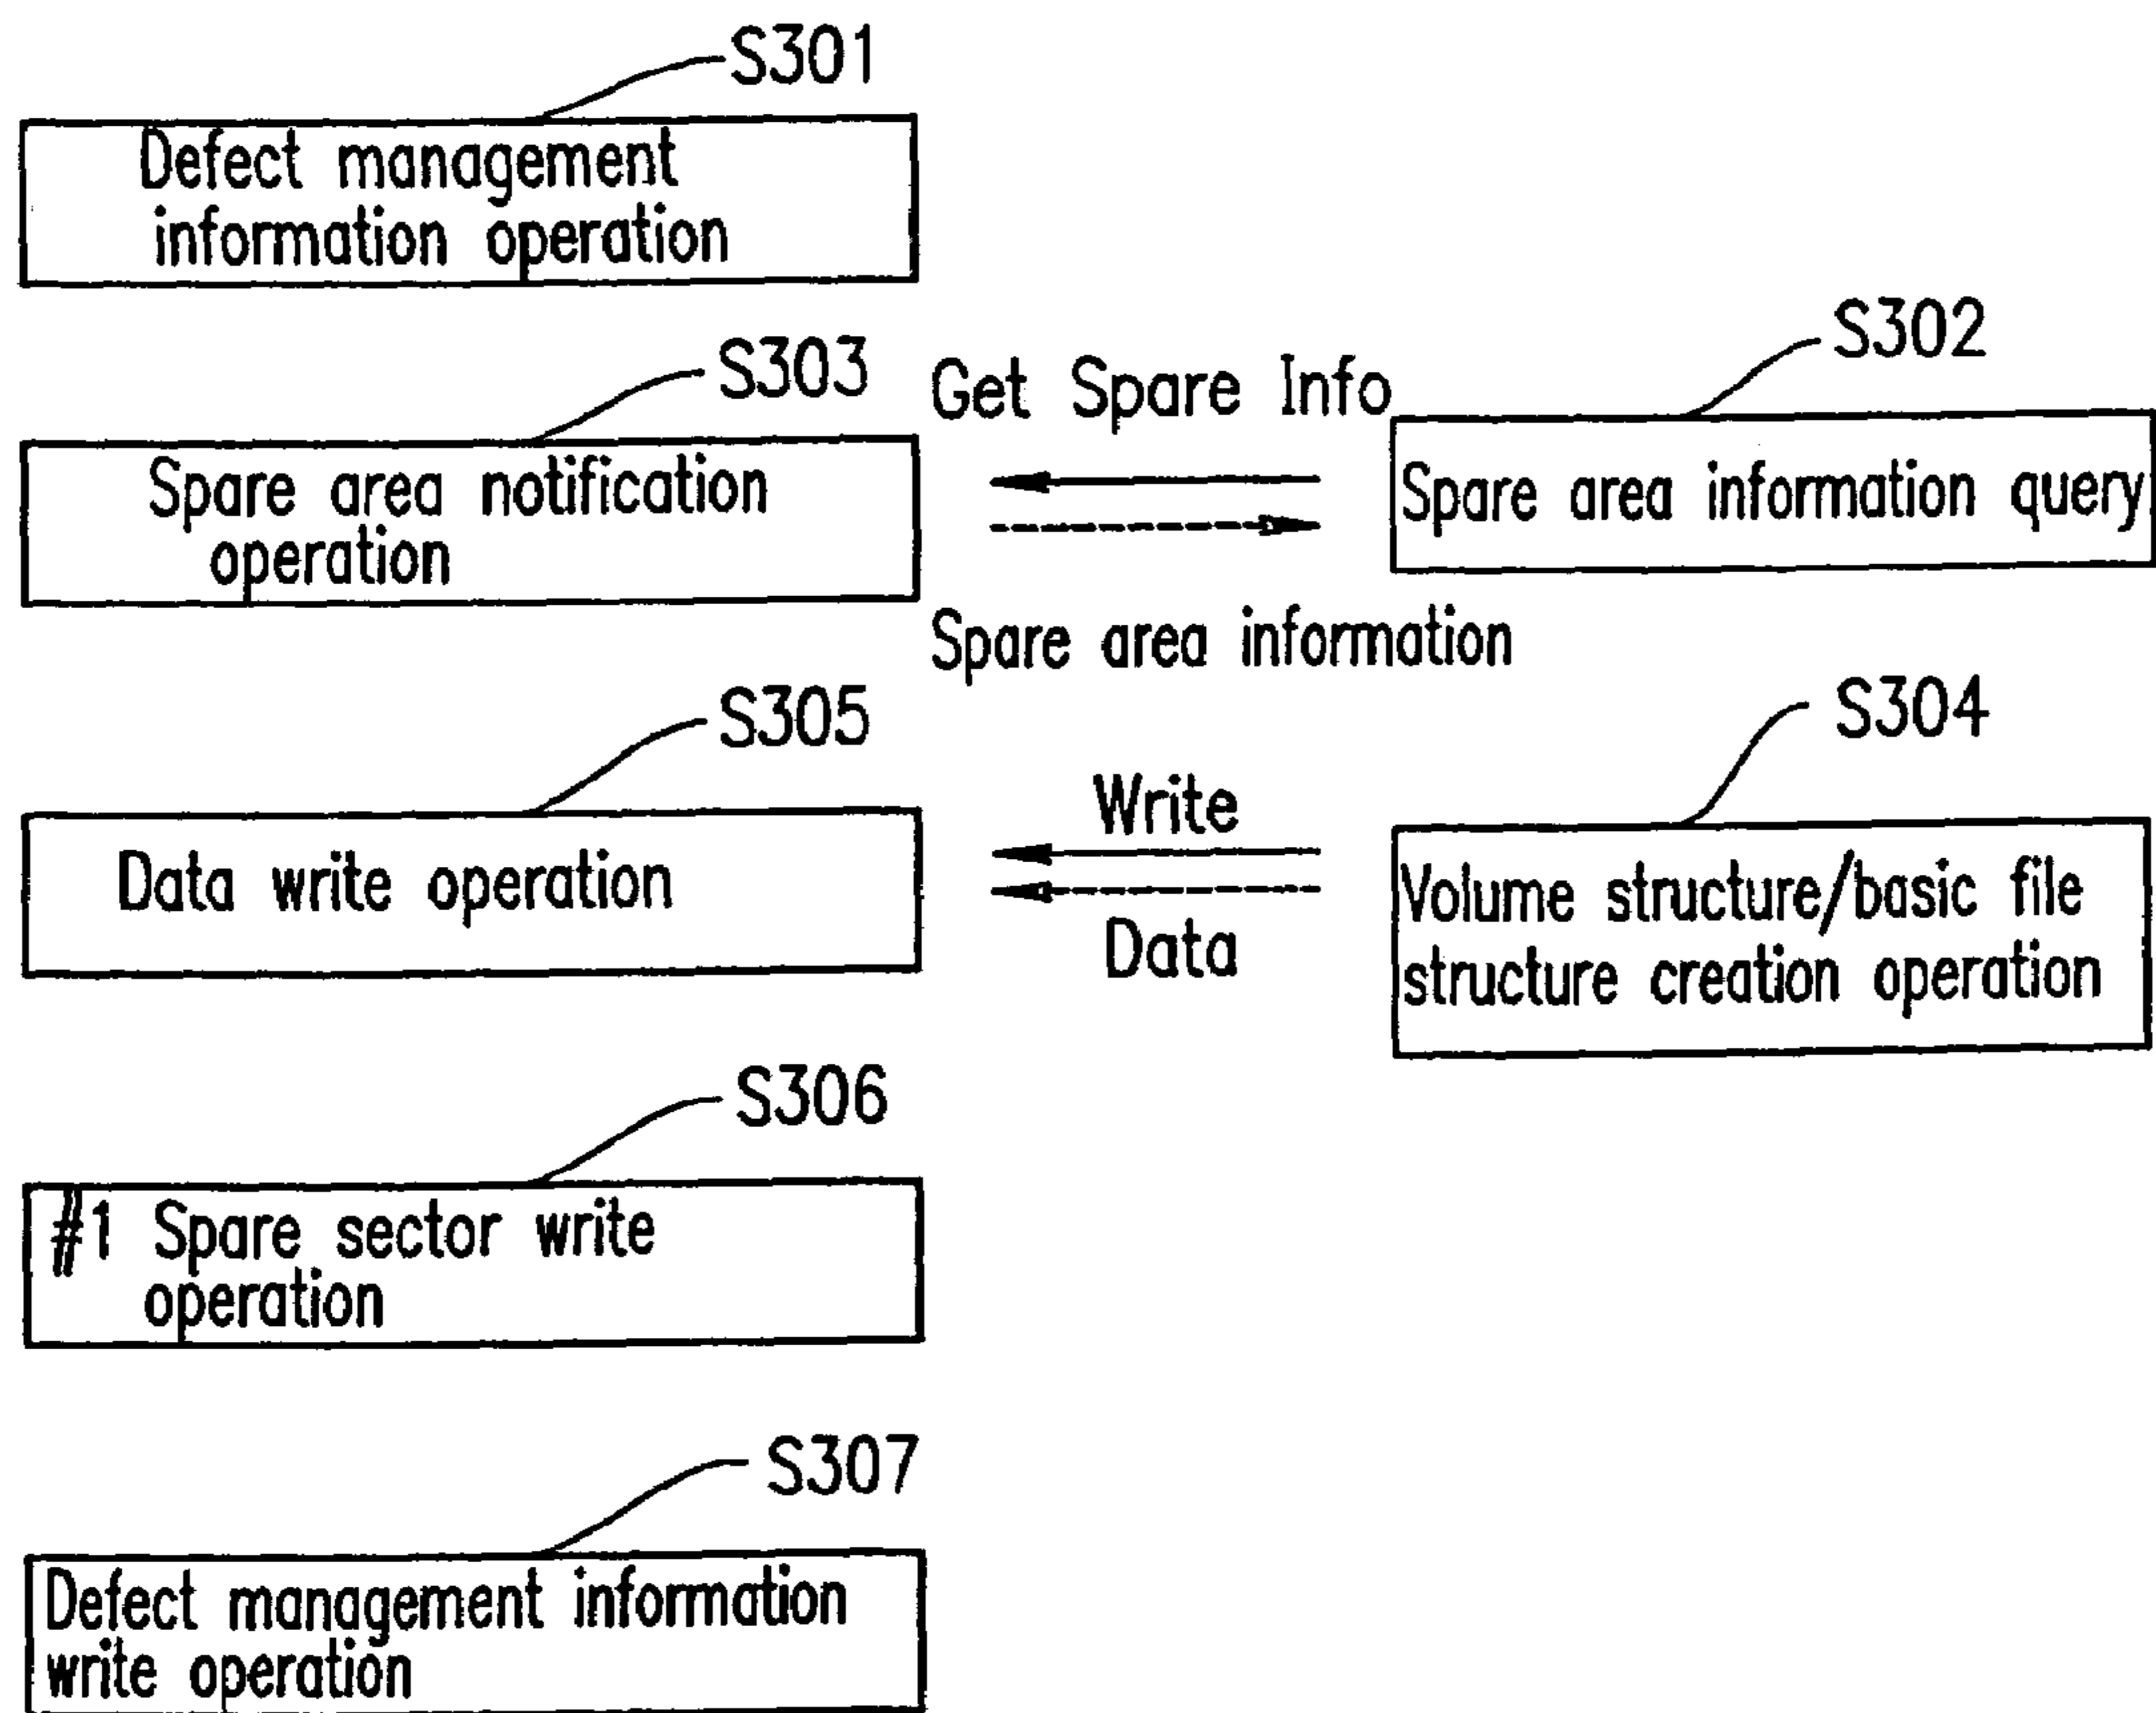 S301
Defect management
information operation
S302
S303
Get Spare Info
Spare area notification
operation
Spare area information query
Spare area information
S304
S305
Write
Data write operation
Volume structure/basic file
structure creation operation
Data
S306
#1 Spare sector write
operation
S307
Defect management information
write operation